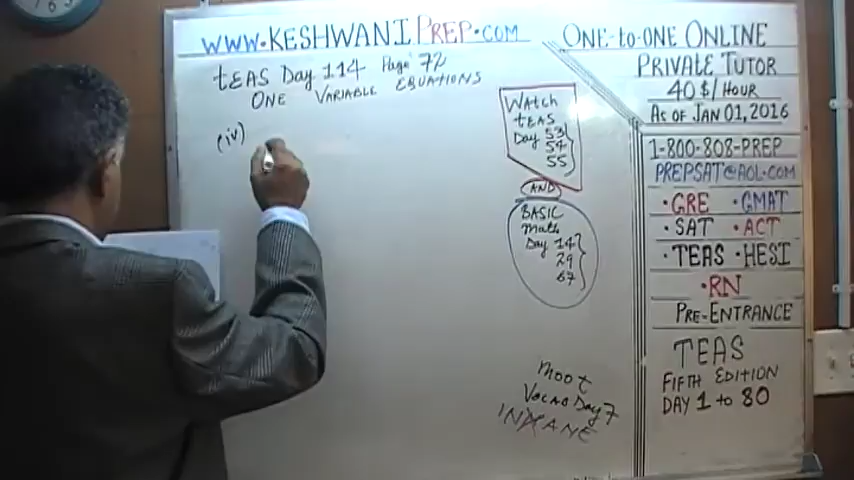 WWW.KESHWANIPREP.COM
TEAS Day 114 Page 72
ONE VARIABLE EQUATIONS
(iv)
WATCH
TEAS
Day 53
54
55
AND
BASIC
Math
Day 14
29
67
Moot
Vocab Day 7
INANE
ONE-TO-ONE ONLINE
PRIVATE TUTOR
40 $/HOUR
AS OF JAN 01, 2016
1-800-808-PREP
PREPSAT@AOL.COM
•GRE •GMAT
•SAT •ACT
•TEAS •HESI
•RN
PRE-ENTRANCE
TEAS
FIFTH EDITION
DAY 1 TO 80